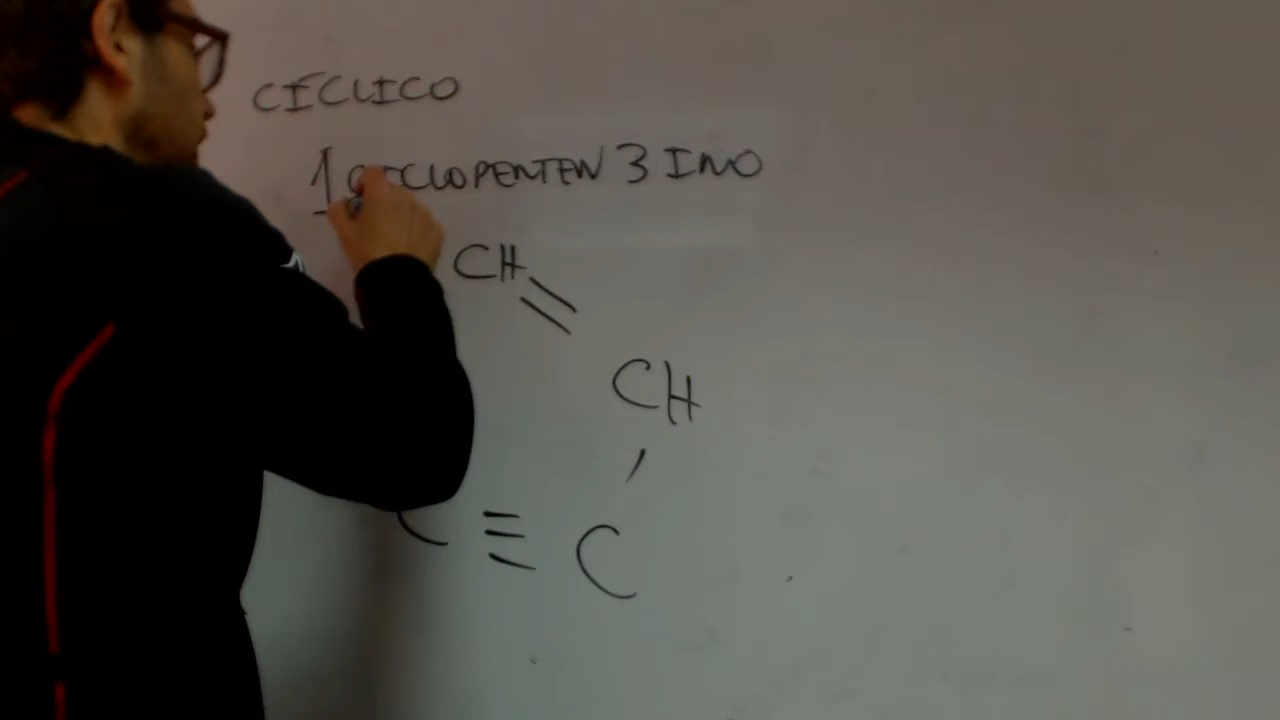 CÍCLICO
1 CICLOPENTEN 3 INO
CH
CH
C ≡ C